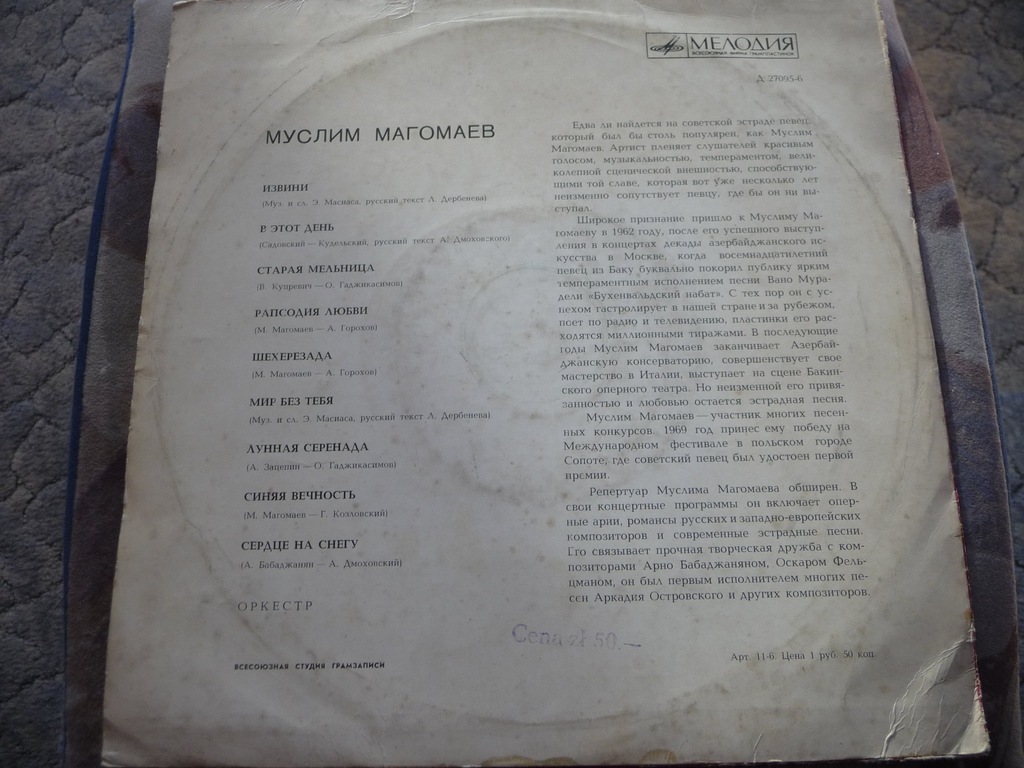 МЕЛОДИЯ
ВСЕСОЮЗНАЯ ФИРМА ГРАМПЛАСТИНОК
Д 27095-6
МУСЛИМ МАГОМАЕВ
ИЗВИНИ
(Муз. и сл. Э. Масиаса, русский текст Л. Дербенева)
В ЭТОТ ДЕНЬ
(Садовский — Кудельский, русский текст А. Дмоховского)
СТАРАЯ МЕЛЬНИЦА
(В. Купревич — О. Гаджикасимов)
РАПСОДИЯ ЛЮБВИ
(М. Магомаев — А. Горохов)
ШЕХЕРЕЗАДА
(М. Магомаев — А. Горохов)
МИР БЕЗ ТЕБЯ
(Муз. и сл. Э. Масиаса, русский текст Л. Дербенева)
ЛУННАЯ СЕРЕНАДА
(А. Зацепин — О. Гаджикасимов)
СИНЯЯ ВЕЧНОСТЬ
(М. Магомаев — Г. Козловский)
СЕРДЦЕ НА СНЕГУ
(А. Бабаджанян — А. Дмоховский)
ОРКЕСТР
ВСЕСОЮЗНАЯ СТУДИЯ ГРАМЗАПИСИ
Едва ли найдется на советской эстраде певец,
который был бы столь популярен, как Муслим
Магомаев. Артист пленяет слушателей красивым
голосом, музыкальностью, темпераментом, вели-
колепной сценической внешностью, способствую-
щими той славе, которая вот уже несколько лет
неизменно сопутствует певцу, где бы он ни вы-
ступал.
Широкое признание пришло к Муслиму Ма-
гомаеву в 1962 году, после его успешного выступ-
ления в концертах декады азербайджанского ис-
кусства в Москве, когда восемнадцатилетний
певец из Баку буквально покорил публику ярким
темпераментным исполнением песни Вано Мура-
дели «Бухенвальдский набат». С тех пор он с ус-
пехом гастролирует в нашей стране и за рубежом,
поет по радио и телевидению, пластинки его рас-
ходятся миллионными тиражами. В последующие
годы Муслим Магомаев заканчивает Азербай-
джанскую консерваторию, совершенствует свое
мастерство в Италии, выступает на сцене Бакин-
ского оперного театра. Но неизменной его привя-
занностью и любовью остается эстрадная песня.
Муслим Магомаев — участник многих песен-
ных конкурсов. 1969 год принес ему победу на
Международном фестивале в польском городе
Сопоте, где советский певец был удостоен первой
премии.
Репертуар Муслима Магомаева обширен. В
свои концертные программы он включает опер-
ные арии, романсы русских и западно-европейских
композиторов и современные эстрадные песни.
Его связывает прочная творческая дружба с ком-
позиторами Арно Бабаджаняном, Оскаром Фель-
цманом, он был первым исполнителем многих пе-
сен Аркадия Островского и других композиторов.
Cena zł 50.—
Арт. 11-6. Цена 1 руб. 50 коп.